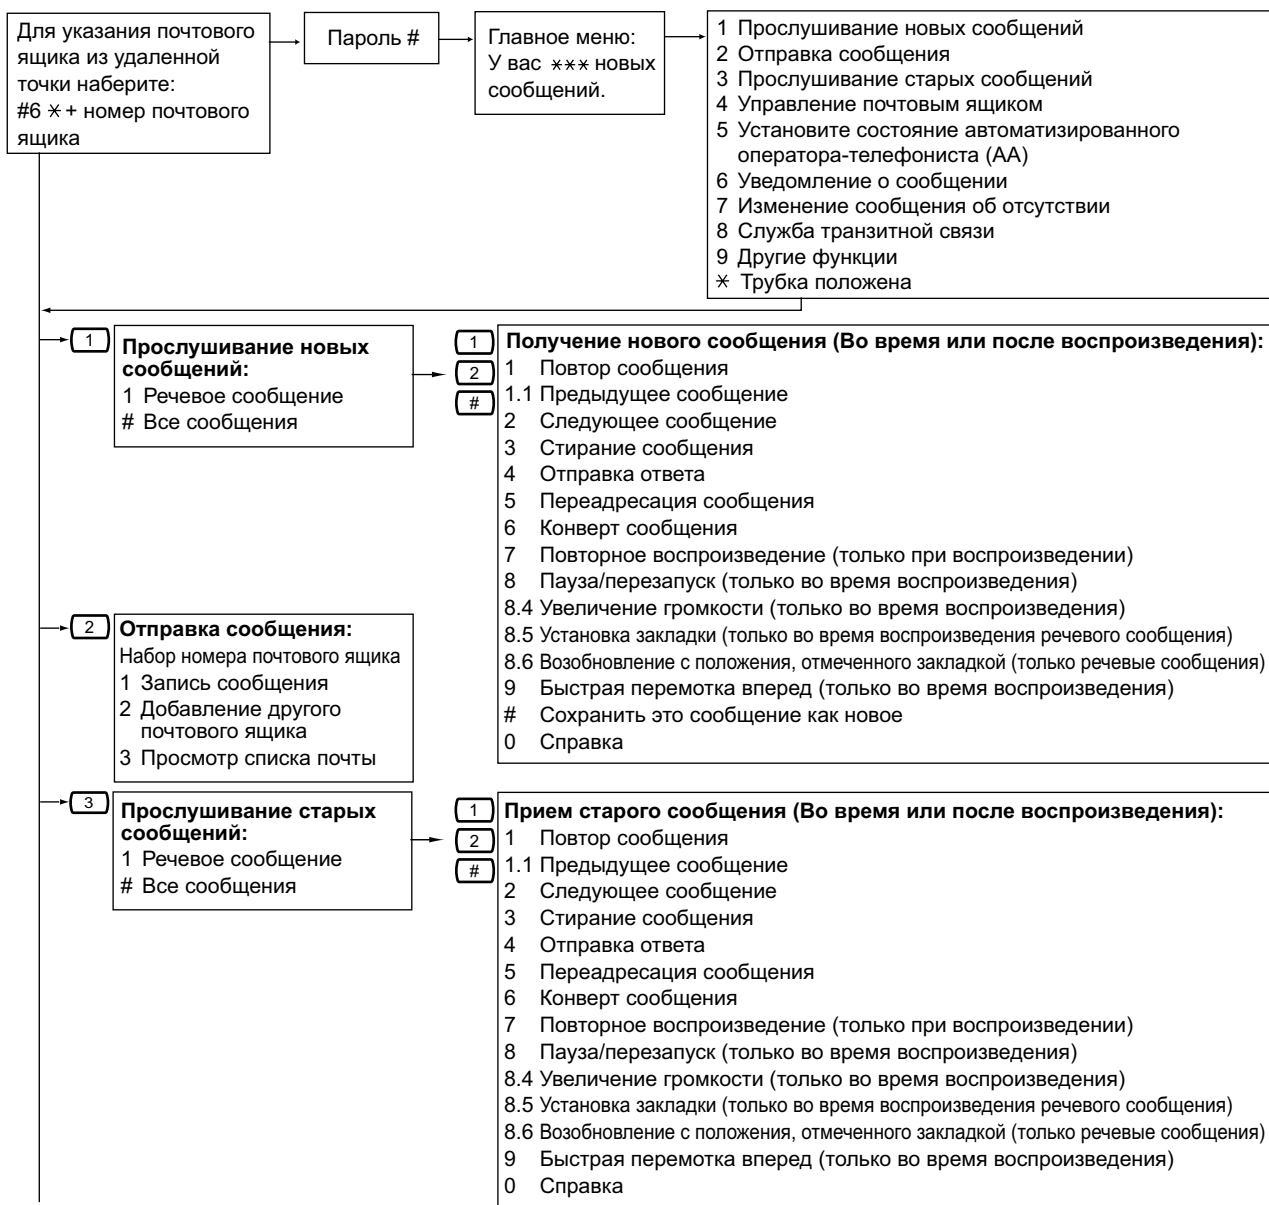 Для указания почтового
ящика из удаленной
точки наберите:
#6 ✳ + номер почтового
ящика
Пароль #
Главное меню:
У вас ✳✳✳ новых
сообщений.
1 Прослушивание новых сообщений
2 Отправка сообщения
3 Прослушивание старых сообщений
4 Управление почтовым ящиком
5 Установите состояние автоматизированного
оператора-телефониста (АА)
6 Уведомление о сообщении
7 Изменение сообщения об отсутствии
8 Служба транзитной связи
9 Другие функции
✳ Трубка положена
1
Прослушивание новых
сообщений:
1 Речевое сообщение
# Все сообщения
1
2
#
Получение нового сообщения (Во время или после воспроизведения):
1 Повтор сообщения
1.1 Предыдущее сообщение
2 Следующее сообщение
3 Стирание сообщения
4 Отправка ответа
5 Переадресация сообщения
6 Конверт сообщения
7 Повторное воспроизведение (только при воспроизведении)
8 Пауза/перезапуск (только во время воспроизведения)
8.4 Увеличение громкости (только во время воспроизведения)
8.5 Установка закладки (только во время воспроизведения речевого сообщения)
8.6 Возобновление с положения, отмеченного закладкой (только речевые сообщения)
9 Быстрая перемотка вперед (только во время воспроизведения)
# Сохранить это сообщение как новое
0 Справка
2
Отправка сообщения:
Набор номера почтового ящика
1 Запись сообщения
2 Добавление другого
почтового ящика
3 Просмотр списка почты
3
Прослушивание старых
сообщений:
1 Речевое сообщение
# Все сообщения
1
2
#
Прием старого сообщения (Во время или после воспроизведения):
1 Повтор сообщения
1.1 Предыдущее сообщение
2 Следующее сообщение
3 Стирание сообщения
4 Отправка ответа
5 Переадресация сообщения
6 Конверт сообщения
7 Повторное воспроизведение (только при воспроизведении)
8 Пауза/перезапуск (только во время воспроизведения)
8.4 Увеличение громкости (только во время воспроизведения)
8.5 Установка закладки (только во время воспроизведения речевого сообщения)
8.6 Возобновление с положения, отмеченного закладкой (только речевые сообщения)
9 Быстрая перемотка вперед (только во время воспроизведения)
0 Справка